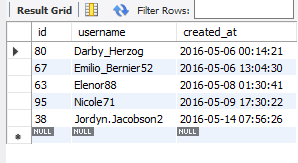 Result Grid Filter Rows:
id username created_at
80 Darby_Herzog 2016-05-06 00:14:21
67 Emilio_Bernier52 2016-05-06 13:04:30
63 Elenor88 2016-05-08 01:30:41
95 Nicole71 2016-05-09 17:30:22
38 Jordyn.Jacobson2 2016-05-14 07:56:26
NULL NULL NULL